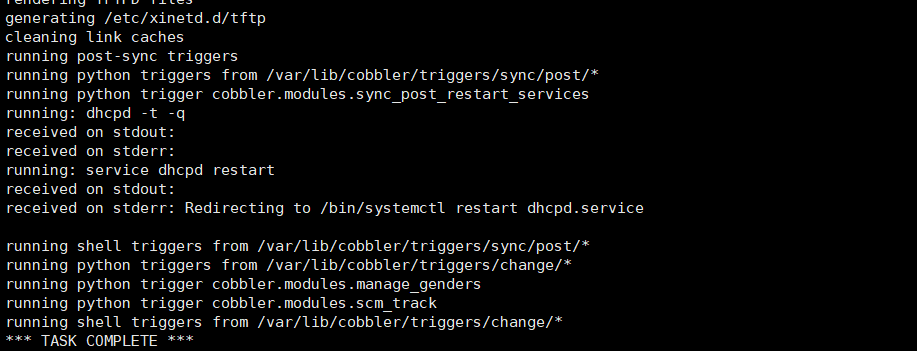 rendering TFTPD files
generating /etc/xinetd.d/tftp
cleaning link caches
running post-sync triggers
running python triggers from /var/lib/cobbler/triggers/sync/post/*
running python trigger cobbler.modules.sync_post_restart_services
running: dhcpd -t -q
received on stdout:
received on stderr:
running: service dhcpd restart
received on stdout:
received on stderr: Redirecting to /bin/systemctl restart dhcpd.service
running shell triggers from /var/lib/cobbler/triggers/sync/post/*
running python triggers from /var/lib/cobbler/triggers/change/*
running python trigger cobbler.modules.manage_genders
running python trigger cobbler.modules.scm_track
running shell triggers from /var/lib/cobbler/triggers/change/*
*** TASK COMPLETE ***